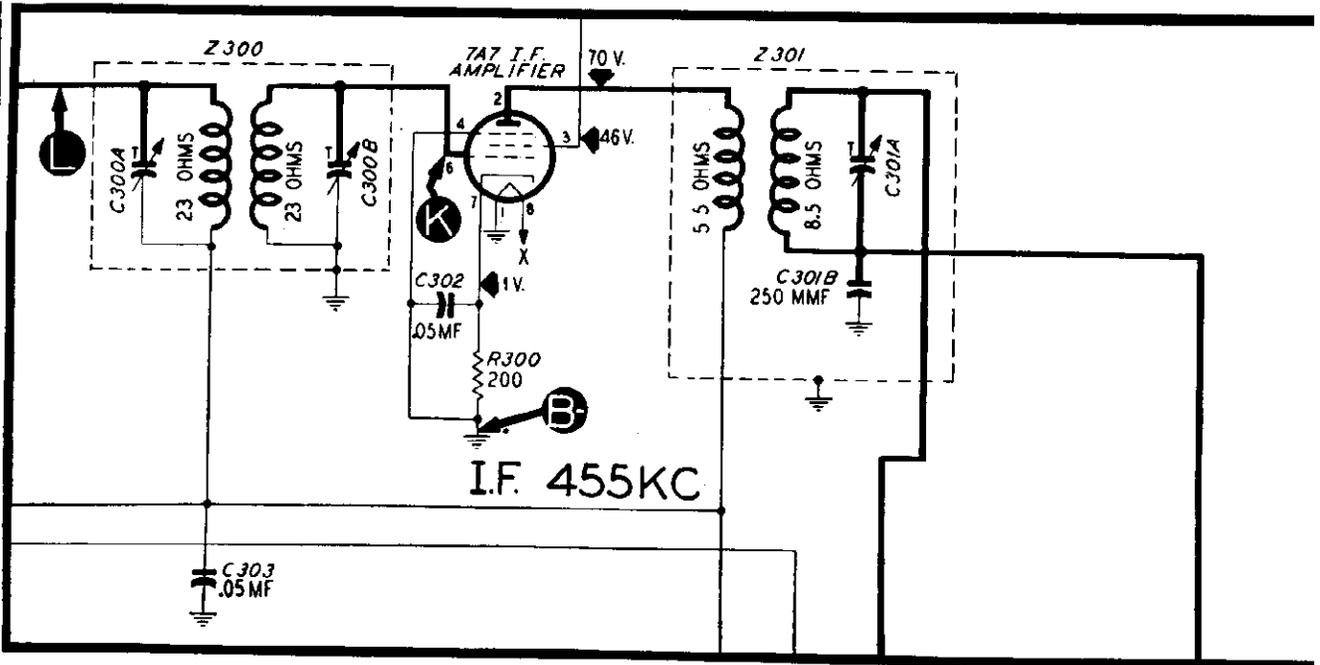 Z300
7A7 I.F.
AMPLIFIER
70 V.
Z301
2
4
3
46V.
L
C300A
T
23 OHMS
23 OHMS
T
C300B
6
K
7
1
8
X
5 5 OHMS
8.5 OHMS
T
C301A
C302
.05MF
1V.
C301B
250 MMF
R300
200
B-
I.F. 455KC
C303
.05MF